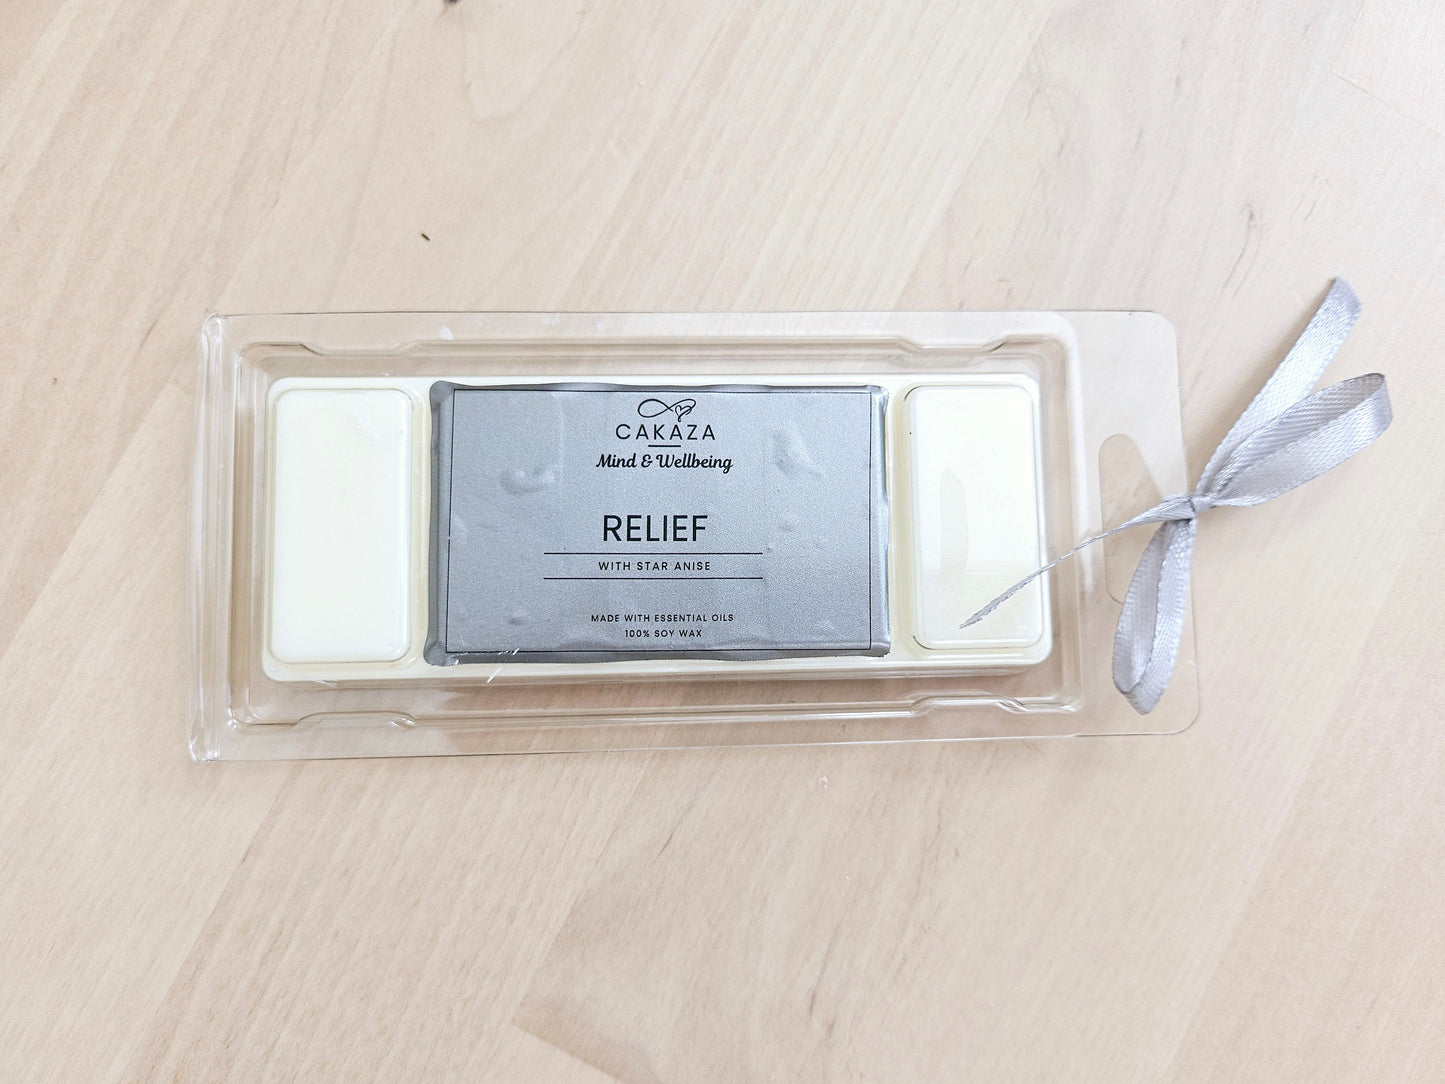 CAKAZA
Mind & Wellbeing
RELIEF
WITH STAR ANISE
MADE WITH ESSENTIAL OILS
100% SOY WAX